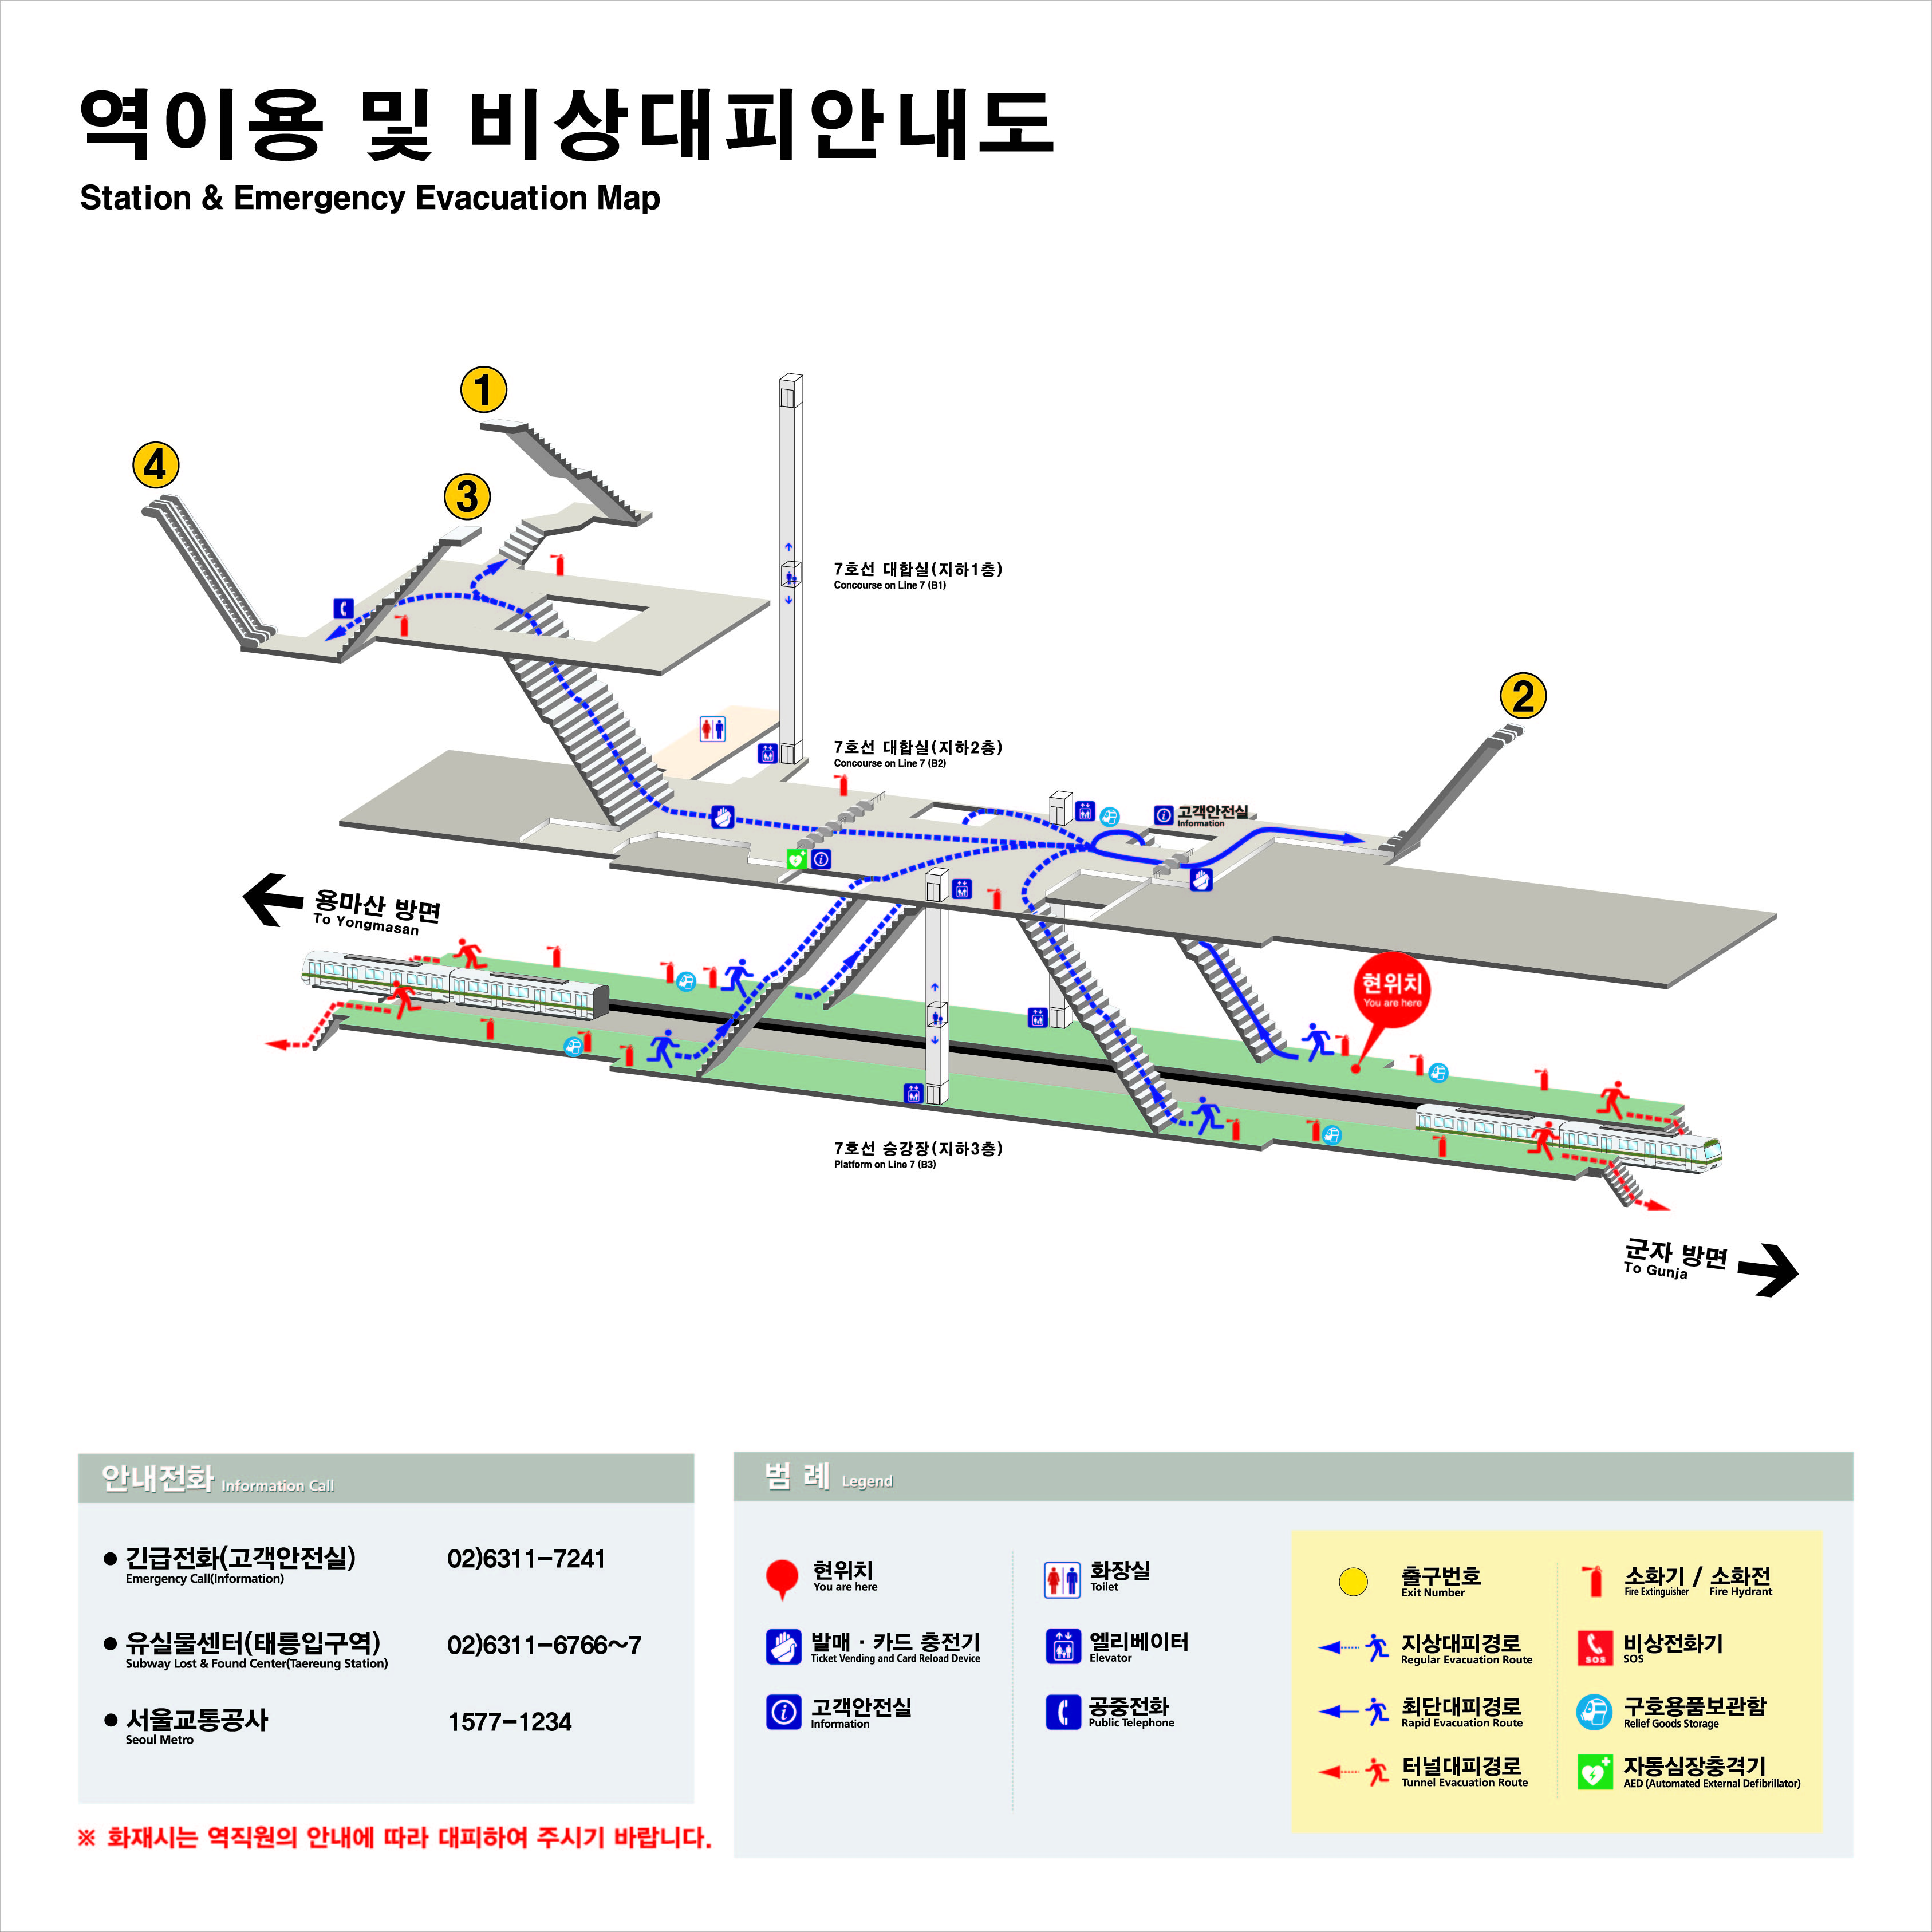 역이용 및 비상대피안내도
Station & Emergency Evacuation Map
1
4
3
7호선 대합실(지하1층)
Concourse on Line 7 (B1)
2
7호선 대합실(지하2층)
Concourse on Line 7 (B2)
고객안전실
Information
용마산 방면
To Yongmasan
현위치
You are here
7호선 승강장(지하3층)
Platform on Line 7 (B3)
군자 방면
To Gunja
안내전화 Information Call
● 긴급전화(고객안전실) 02)6311-7241
Emergency Call(Information)
● 유실물센터(태릉입구역) 02)6311-6766~7
Subway Lost & Found Center(Taereung Station)
● 서울교통공사 1577-1234
Seoul Metro
※ 화재시는 역직원의 안내에 따라 대피하여 주시기 바랍니다.
범 례 Legend
현위치
You are here
발매 · 카드 충전기
Ticket Vending and Card Reload Device
고객안전실
Information
화장실
Toilet
엘리베이터
Elevator
공중전화
Public Telephone
출구번호
Exit Number
지상대피경로
Regular Evacuation Route
최단대피경로
Rapid Evacuation Route
터널대피경로
Tunnel Evacuation Route
소화기 / 소화전
Fire Extinguisher Fire Hydrant
SOS
비상전화기
SOS
구호용품보관함
Relief Goods Storage
자동심장충격기
AED (Automated External Defibrillator)